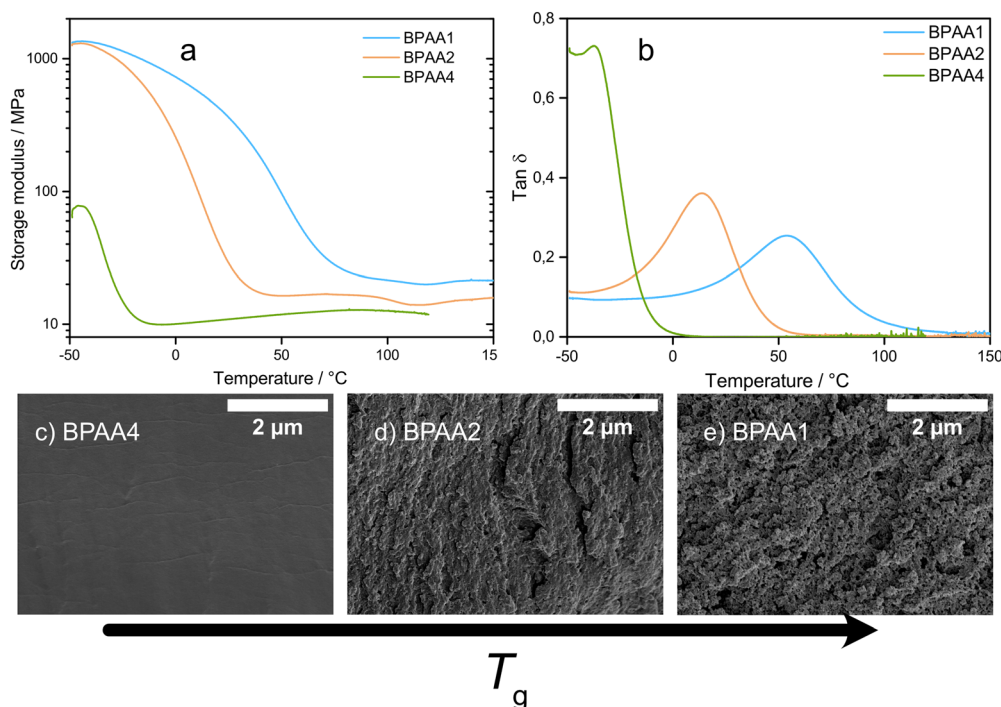 a
BPAA1
BPAA2
BPAA4
Storage modulus / MPa
1000
100
10
-50
0
50
100
15
Temperature / °C
b
BPAA1
BPAA2
BPAA4
Tan δ
0,8
0,6
0,4
0,2
0,0
-50
0
50
100
150
Temperature / °C
c) BPAA4
2 μm
d) BPAA2
2 μm
e) BPAA1
2 μm
Tg